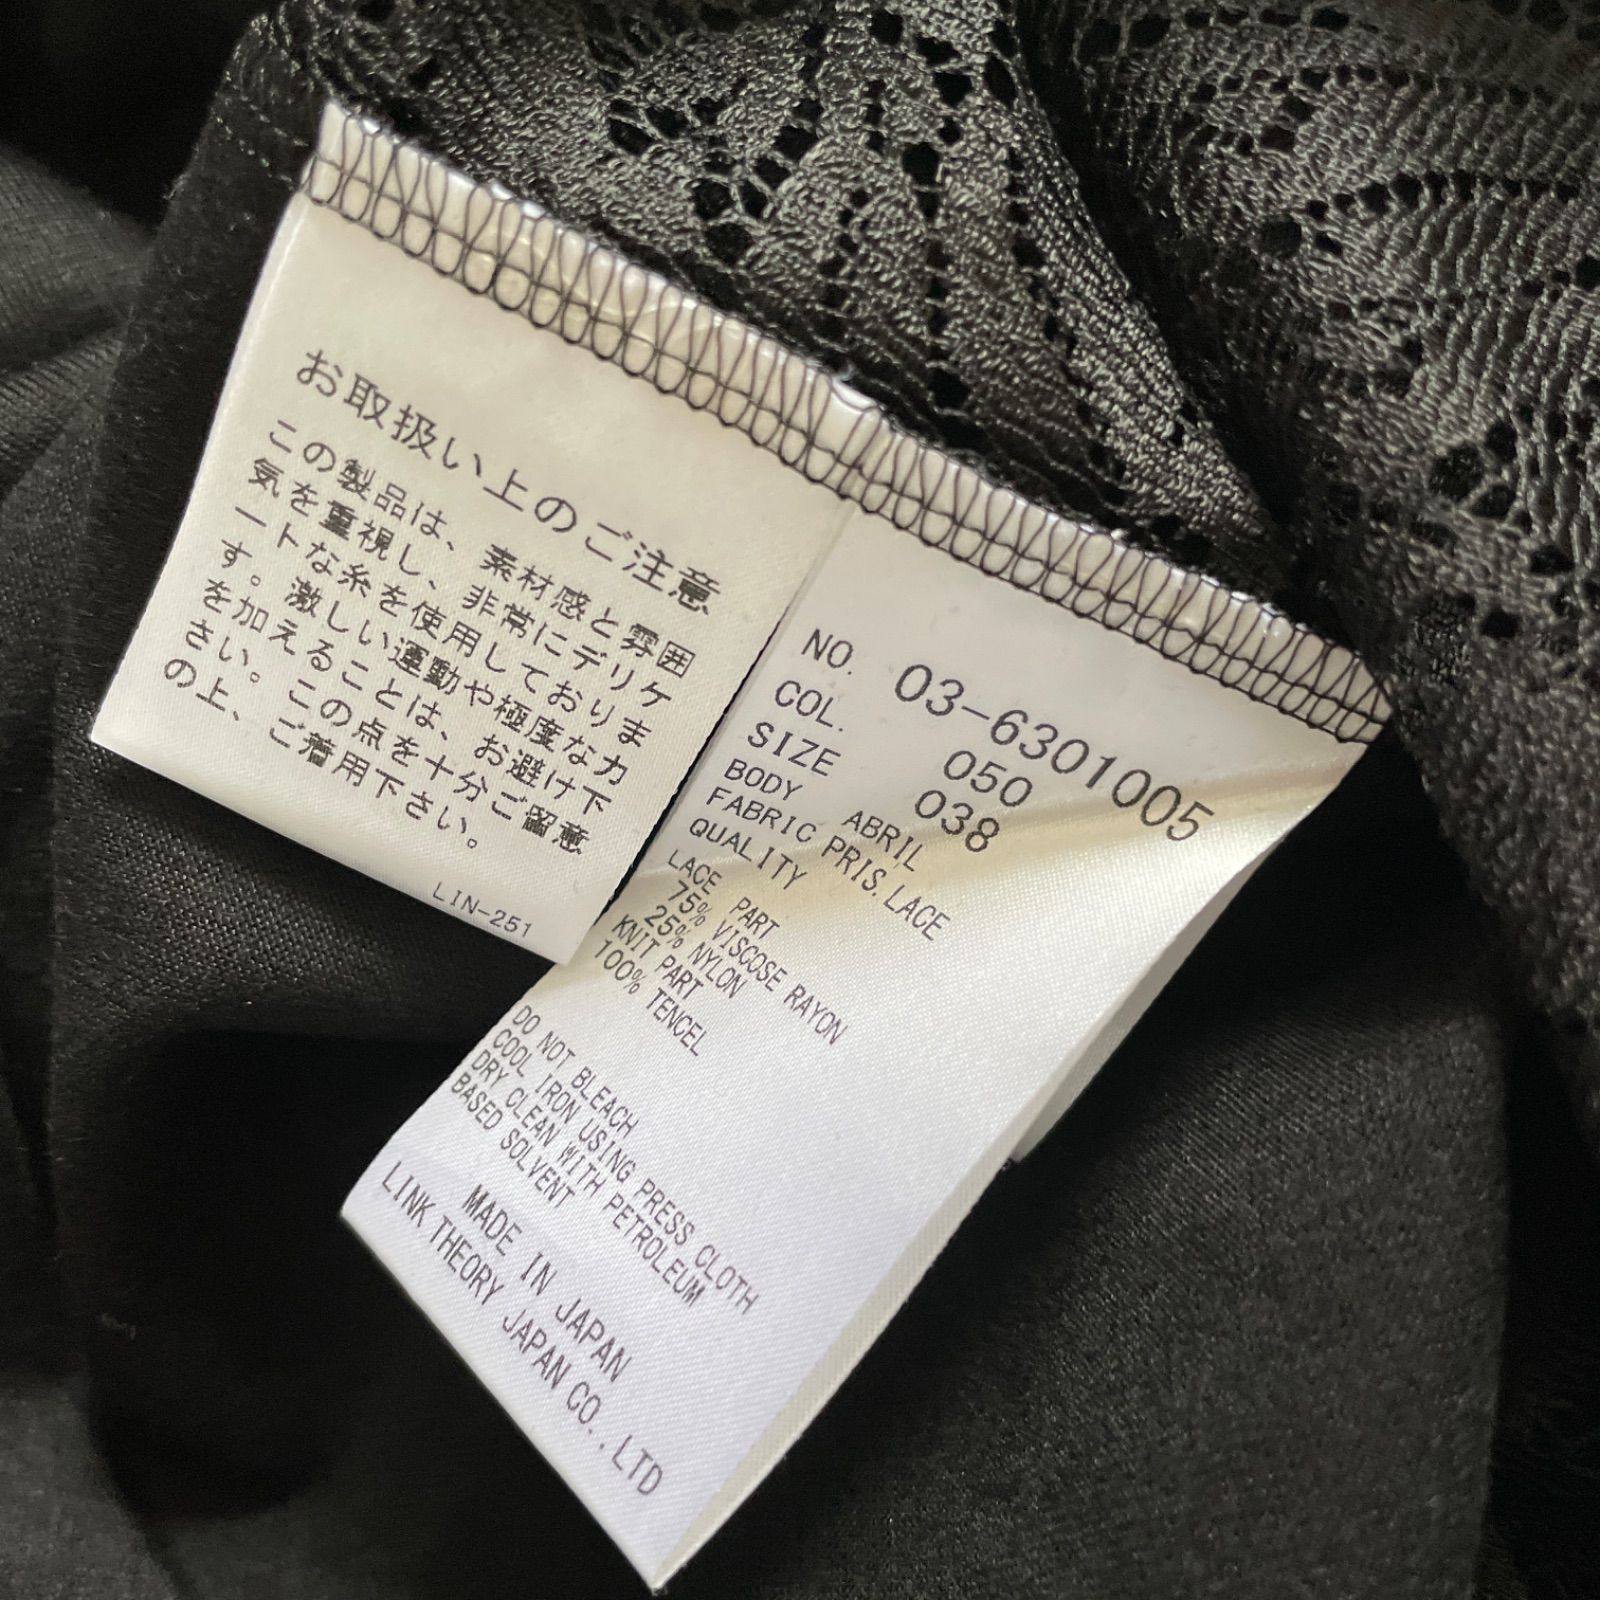 お取扱い上のご注意
この製品は、素材感と雰囲
気を重視し、非常にデリケ
ートな糸を使用しておりま
す。激しい運動や極度な力
を加えることは、お避け下
さい。この点を十分ご留意
の上、ご着用下さい。
LIN-251
NO. 03-6301005
COL. 050
SIZE 038
BODY ABRIL
FABRIC PRIS.LACE
QUALITY
LACE PART
75% VISCOSE RAYON
25% NYLON
KNIT PART
100% TENCEL
DO NOT BLEACH
COOL IRON USING PRESS CLOTH
DRY CLEAN WITH PETROLEUM
BASED SOLVENT
MADE IN JAPAN
LINK THEORY JAPAN CO.,LTD